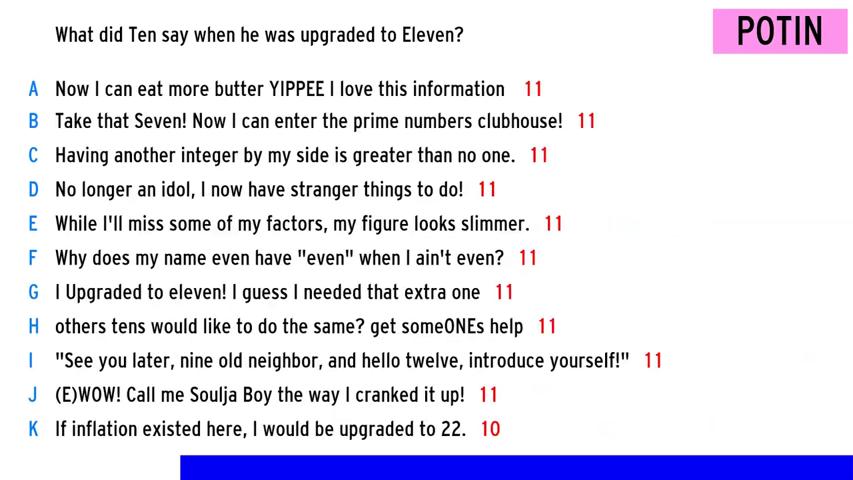 What did Ten say when he was upgraded to Eleven?
POTIN
A Now I can eat more butter YIPPEE I love this information 11
B Take that Seven! Now I can enter the prime numbers clubhouse! 11
C Having another integer by my side is greater than no one. 11
D No longer an idol, I now have stranger things to do! 11
E While I'll miss some of my factors, my figure looks slimmer. 11
F Why does my name even have "even" when I ain't even? 11
G I Upgraded to eleven! I guess I needed that extra one 11
H others tens would like to do the same? get someONEs help 11
I "See you later, nine old neighbor, and hello twelve, introduce yourself!" 11
J (E)WOW! Call me Soulja Boy the way I cranked it up! 11
K If inflation existed here, I would be upgraded to 22. 10